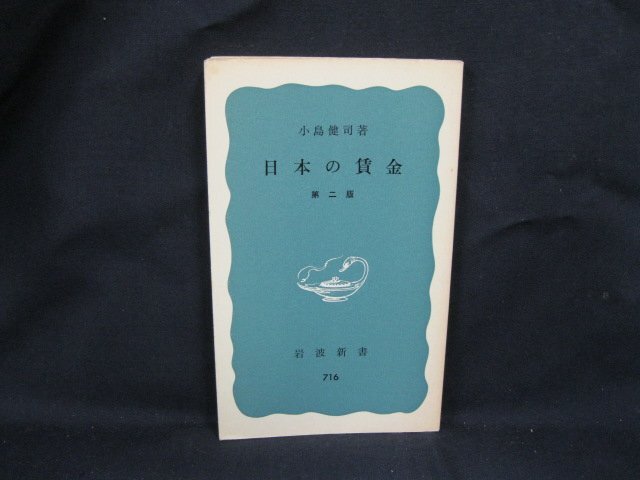 小島健司著
日本の賃金
第二版
岩波新書
716